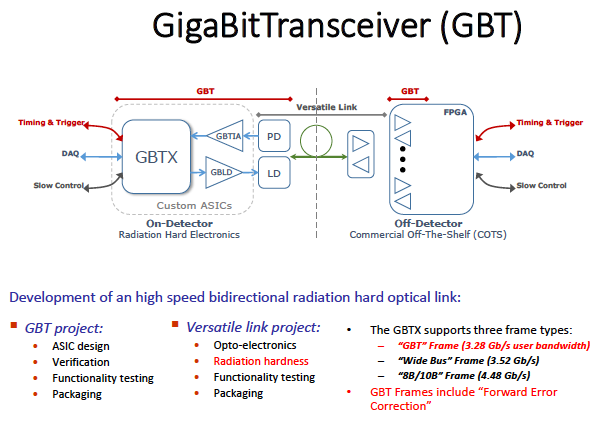 GigaBitTransceiver (GBT)
GBT
GBT
Versatile Link
FPGA
Timing & Trigger
DAQ
Slow Control
GBTX
GBTIA
GBLD
PD
LD
Custom ASICs
Timing & Trigger
DAQ
Slow Control
On-Detector
Radiation Hard Electronics
Off-Detector
Commercial Off-The-Shelf (COTS)
Development of an high speed bidirectional radiation hard optical link:
GBT project:
ASIC design
Verification
Functionality testing
Packaging
Versatile link project:
Opto-electronics
Radiation hardness
Functionality testing
Packaging
The GBTX supports three frame types:
– “GBT” Frame (3.28 Gb/s user bandwidth)
– “Wide Bus” Frame (3.52 Gb/s)
– “8B/10B” Frame (4.48 Gb/s)
GBT Frames include “Forward Error
Correction”